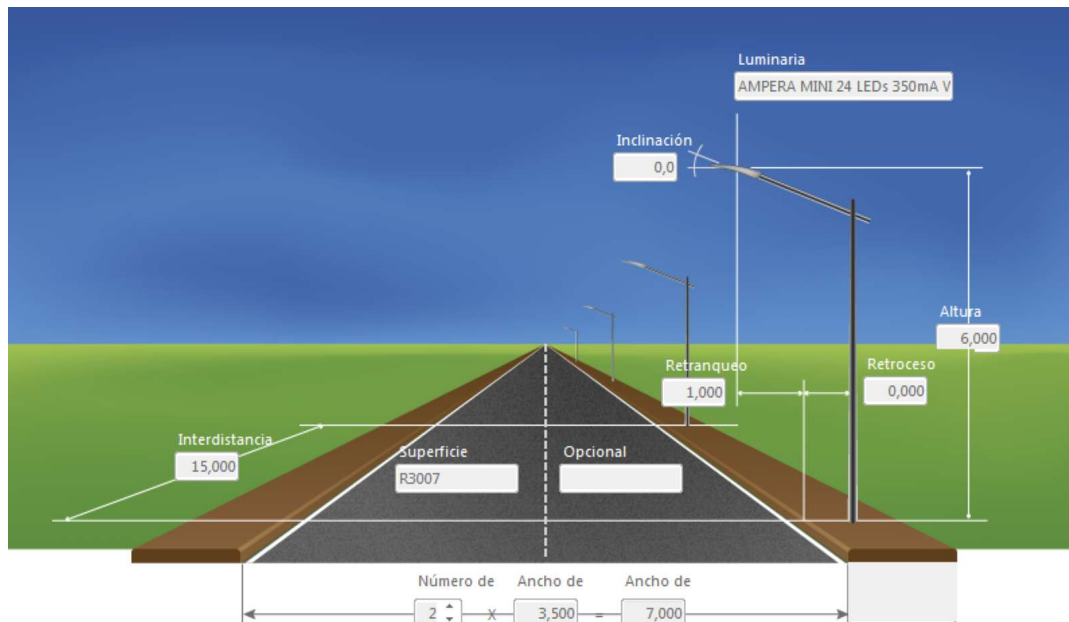 Luminaria
AMPERA MINI 24 LEDs 350mA V
Inclinación
0,0
Altura
6,000
Retranqueo
1,000
Retroceso
0,000
Interdistancia
15,000
Superficie
R3007
Opcional
Número de
Ancho de
Ancho de
2 x 3,500 = 7,000